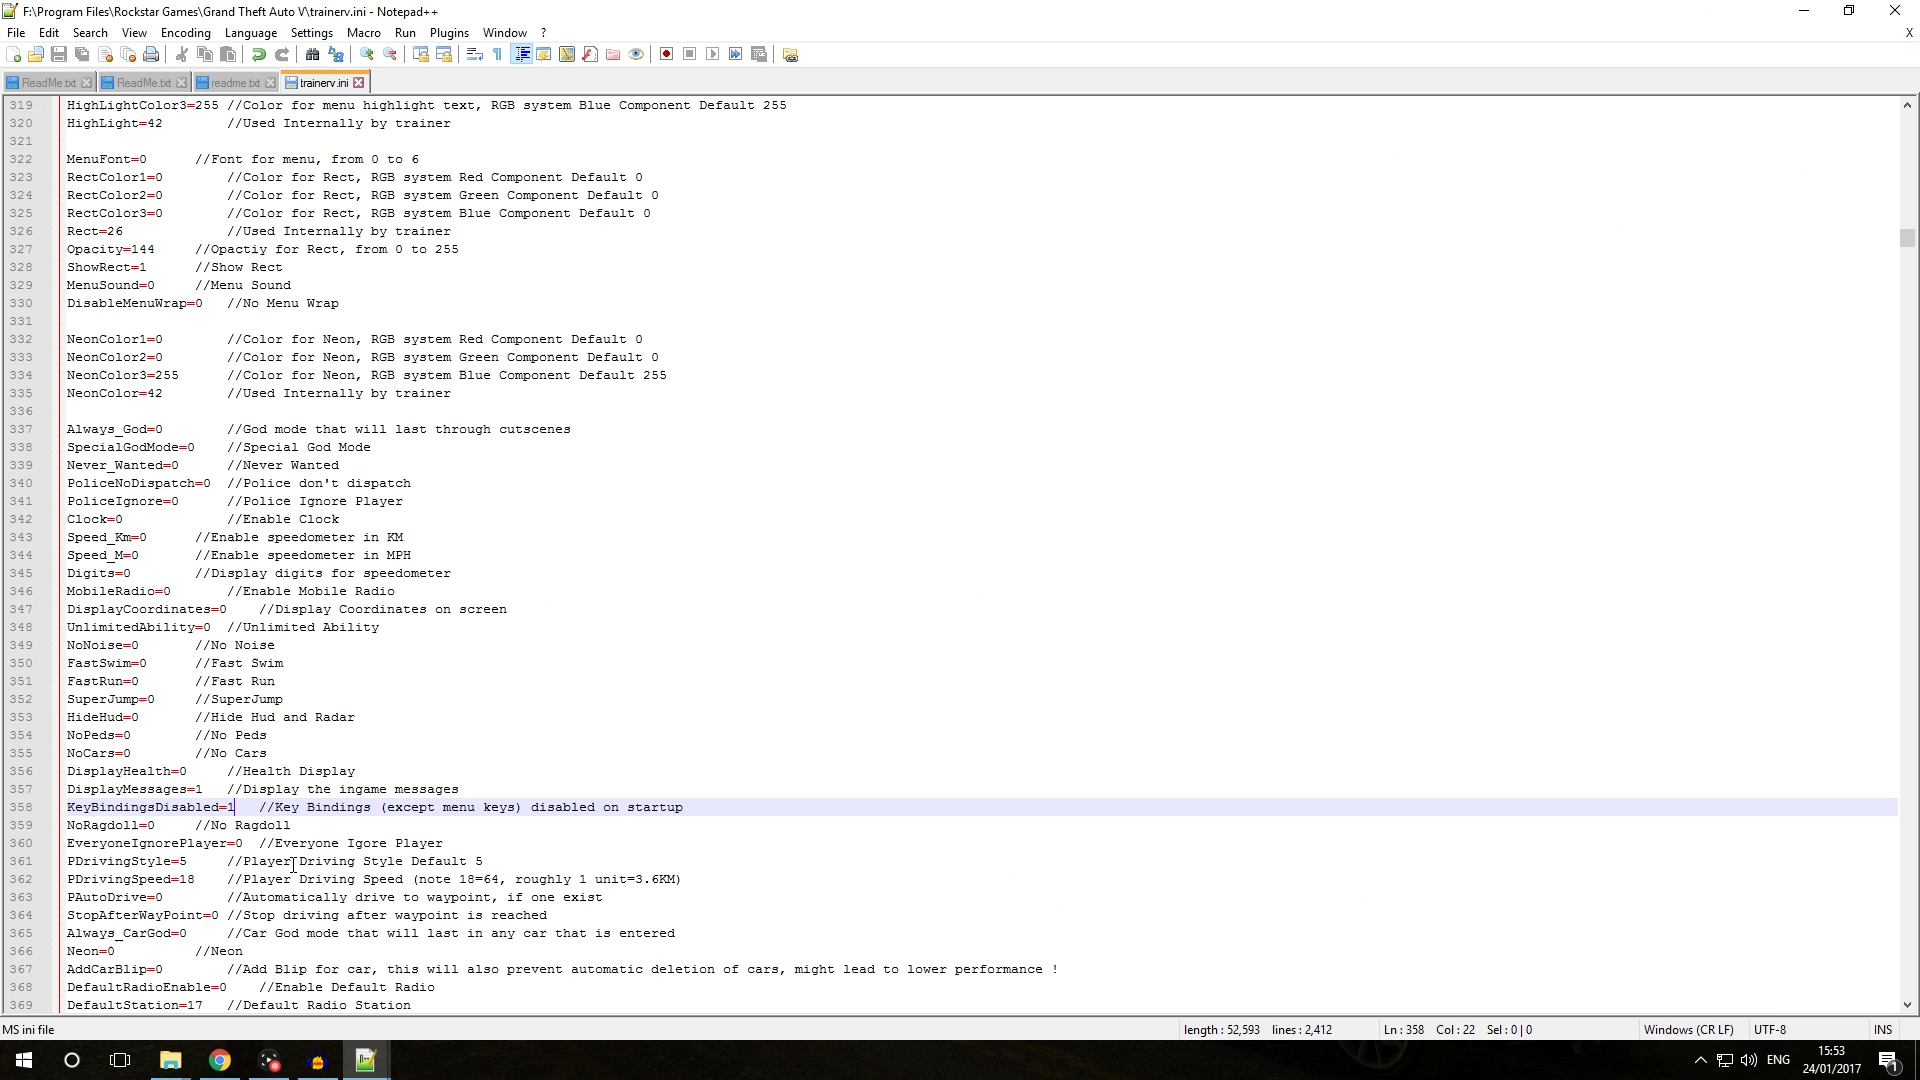 F:\Program Files\Rockstar Games\Grand Theft Auto V\trainerv.ini - Notepad++
File Edit Search View Encoding Language Settings Macro Run Plugins Window ? X
ReadMe.txt ReadMe.txt readme.txt trainerv.ini
319 HighLightColor3=255 //Color for menu highlight text, RGB system Blue Component Default 255
320 HighLight=42 //Used Internally by trainer
321
322 MenuFont=0 //Font for menu, from 0 to 6
323 RectColor1=0 //Color for Rect, RGB system Red Component Default 0
324 RectColor2=0 //Color for Rect, RGB system Green Component Default 0
325 RectColor3=0 //Color for Rect, RGB system Blue Component Default 0
326 Rect=26 //Used Internally by trainer
327 Opacity=144 //Opactiy for Rect, from 0 to 255
328 ShowRect=1 //Show Rect
329 MenuSound=0 //Menu Sound
330 DisableMenuWrap=0 //No Menu Wrap
331
332 NeonColor1=0 //Color for Neon, RGB system Red Component Default 0
333 NeonColor2=0 //Color for Neon, RGB system Green Component Default 0
334 NeonColor3=255 //Color for Neon, RGB system Blue Component Default 255
335 NeonColor=42 //Used Internally by trainer
336
337 Always_God=0 //God mode that will last through cutscenes
338 SpecialGodMode=0 //Special God Mode
339 Never_Wanted=0 //Never Wanted
340 PoliceNoDispatch=0 //Police don't dispatch
341 PoliceIgnore=0 //Police Ignore Player
342 Clock=0 //Enable Clock
343 Speed_Km=0 //Enable speedometer in KM
344 Speed_M=0 //Enable speedometer in MPH
345 Digits=0 //Display digits for speedometer
346 MobileRadio=0 //Enable Mobile Radio
347 DisplayCoordinates=0 //Display Coordinates on screen
348 UnlimitedAbility=0 //Unlimited Ability
349 NoNoise=0 //No Noise
350 FastSwim=0 //Fast Swim
351 FastRun=0 //Fast Run
352 SuperJump=0 //SuperJump
353 HideHud=0 //Hide Hud and Radar
354 NoPeds=0 //No Peds
355 NoCars=0 //No Cars
356 DisplayHealth=0 //Health Display
357 DisplayMessages=1 //Display the ingame messages
358 KeyBindingsDisabled=1 //Key Bindings (except menu keys) disabled on startup
359 NoRagdoll=0 //No Ragdoll
360 EveryoneIgnorePlayer=0 //Everyone Igore Player
361 PDrivingStyle=5 //Player Driving Style Default 5
362 PDrivingSpeed=18 //Player Driving Speed (note 18=64, roughly 1 unit=3.6KM)
363 PAutoDrive=0 //Automatically drive to waypoint, if one exist
364 StopAfterWayPoint=0 //Stop driving after waypoint is reached
365 Always_CarGod=0 //Car God mode that will last in any car that is entered
366 Neon=0 //Neon
367 AddCarBlip=0 //Add Blip for car, this will also prevent automatic deletion of cars, might lead to lower performance !
368 DefaultRadioEnable=0 //Enable Default Radio
369 DefaultStation=17 //Default Radio Station
MS ini file length : 52,593 lines : 2,412 Ln : 358 Col : 22 Sel : 0 | 0 Windows (CR LF) UTF-8 INS
ENG 15:53
24/01/2017 1